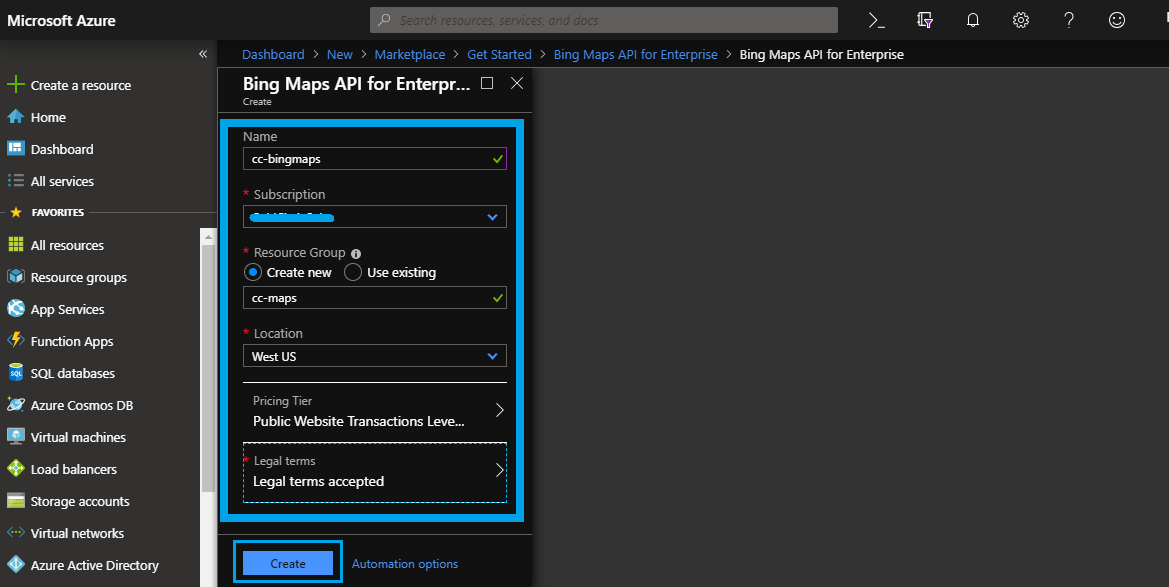 Microsoft Azure
Search resources, services, and docs
Dashboard > New > Marketplace > Get Started > Bing Maps API for Enterprise > Bing Maps API for Enterprise
Create a resource
Home
Dashboard
All services
FAVORITES
All resources
Resource groups
App Services
Function Apps
SQL databases
Azure Cosmos DB
Virtual machines
Load balancers
Storage accounts
Virtual networks
Azure Active Directory
Bing Maps API for Enterpr...
Create
Name
cc-bingmaps
* Subscription
* Resource Group
Create new Use existing
cc-maps
* Location
West US
Pricing Tier
Public Website Transactions Leve...
* Legal terms
Legal terms accepted
Create Automation options